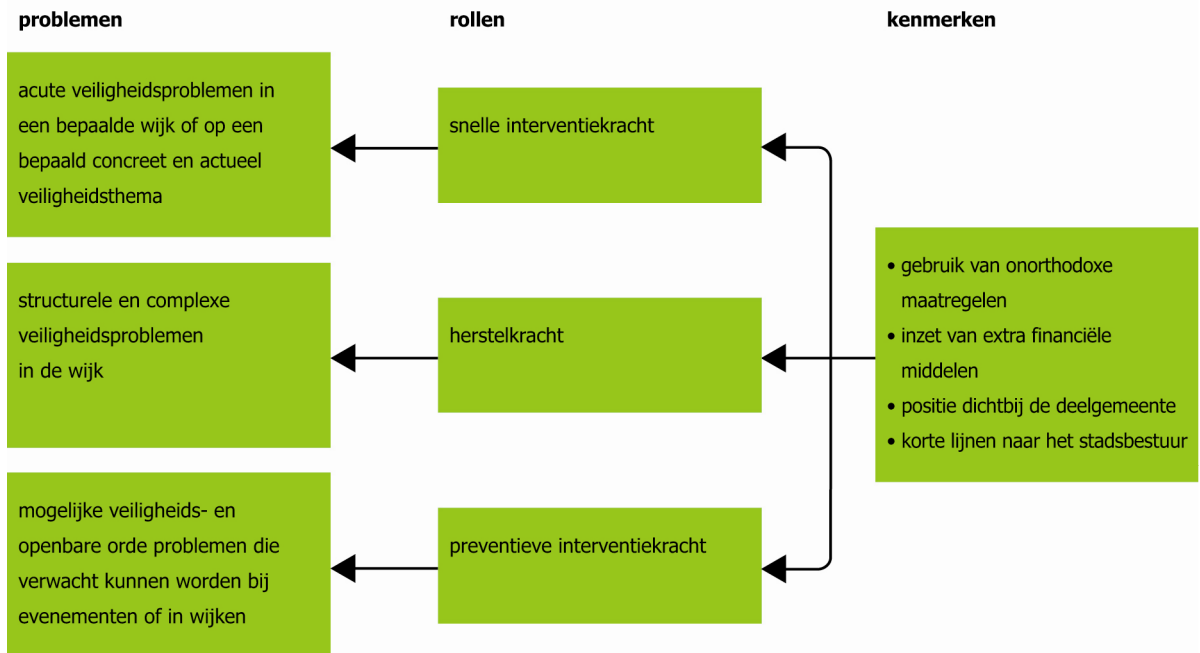 problemen
acute veiligheidsproblemen in
een bepaalde wijk of op een
bepaald concreet en actueel
veiligheidsthema
structurele en complexe
veiligheidsproblemen
in de wijk
mogelijke veiligheids- en
openbare orde problemen die
verwacht kunnen worden bij
evenementen of in wijken
rollen
snelle interventiekracht
herstelkracht
preventieve interventiekracht
kenmerken
• gebruik van onorthodoxe
maatregelen
• inzet van extra financiële
middelen
• positie dichtbij de deelgemeente
• korte lijnen naar het stadsbestuur